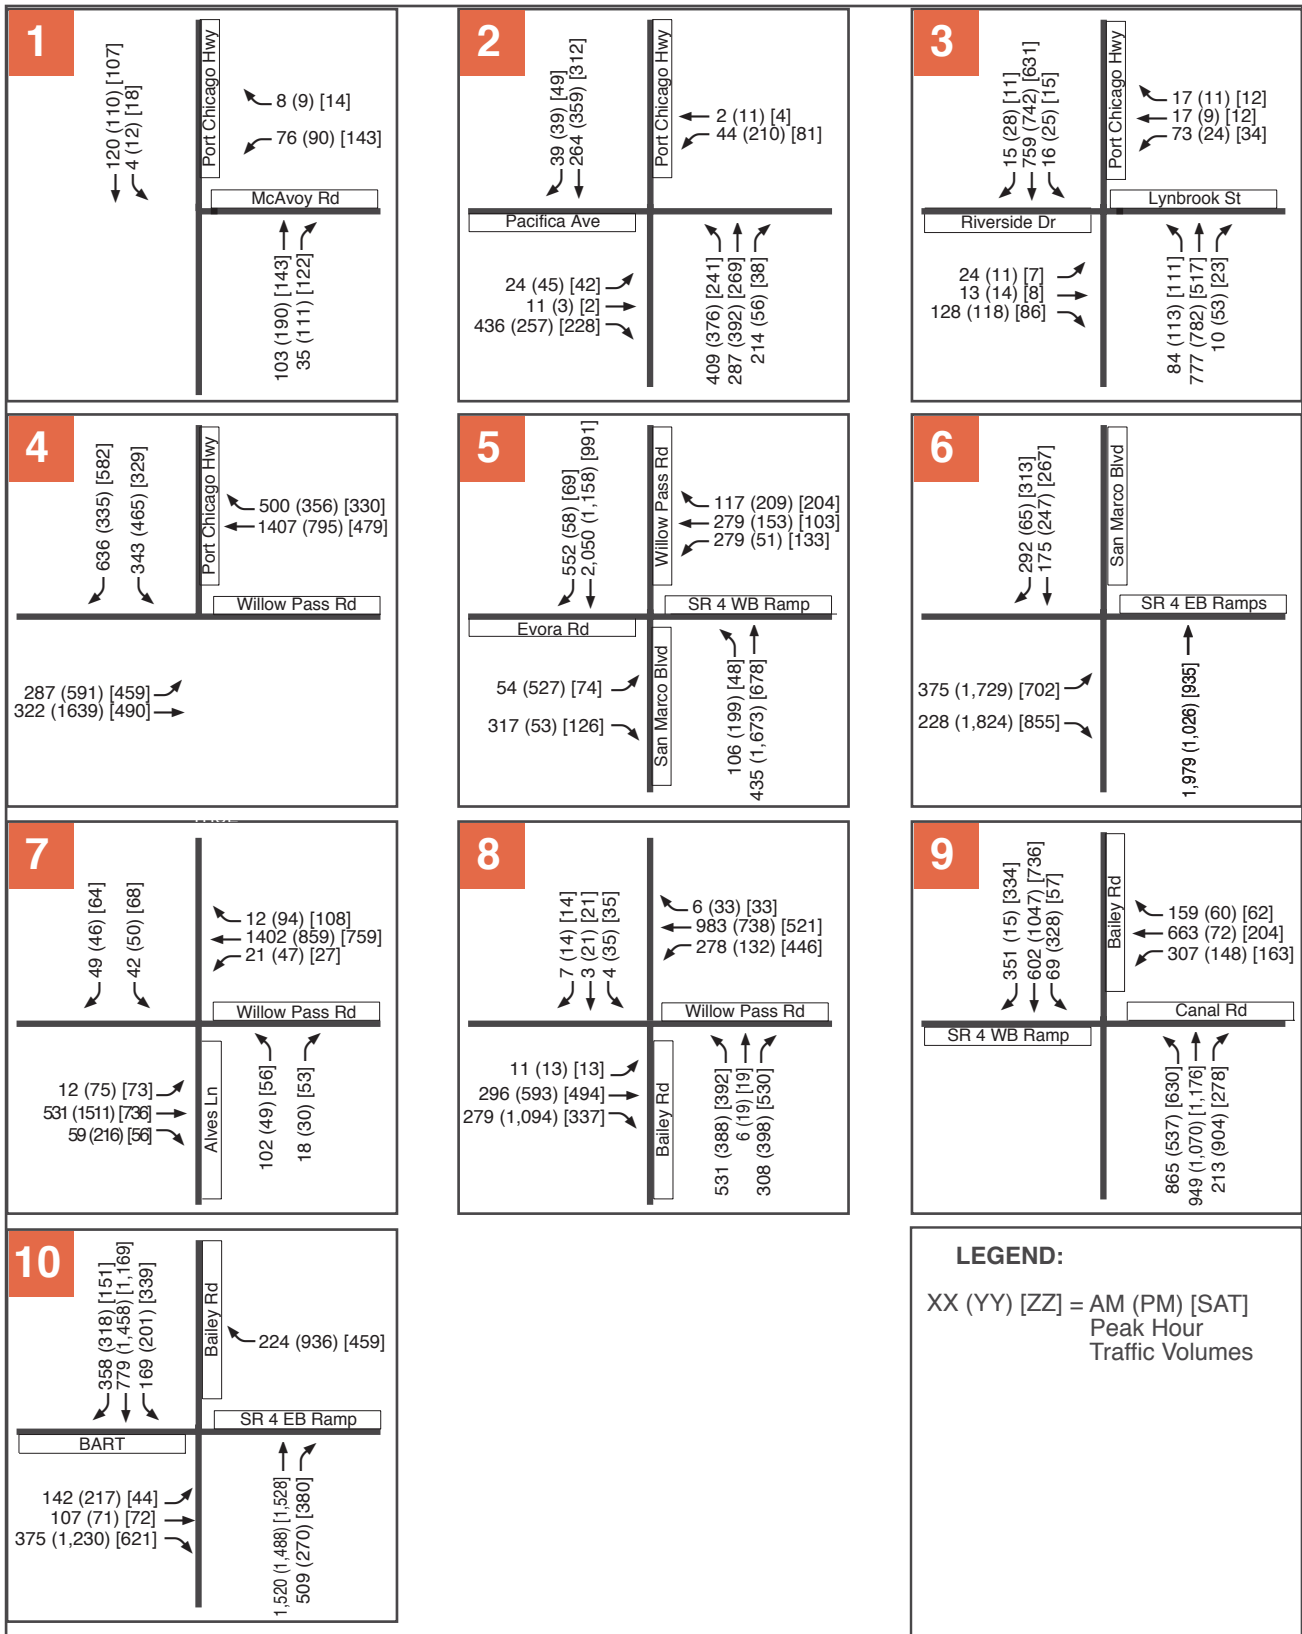 1
120 (110) [107]
4 (12) [18]
Port Chicago Hwy
8 (9) [14]
76 (90) [143]
McAvoy Rd
103 (190) [143]
35 (111) [122]
2
39 (39) [49]
264 (359) [312]
Port Chicago Hwy
2 (11) [4]
44 (210) [81]
Pacifica Ave
24 (45) [42]
11 (3) [2]
436 (257) [228]
409 (376) [241]
287 (392) [269]
214 (56) [38]
3
15 (28) [11]
759 (742) [631]
16 (25) [15]
Port Chicago Hwy
17 (11) [12]
17 (9) [12]
73 (24) [34]
Lynbrook St
Riverside Dr
24 (11) [7]
13 (14) [8]
128 (118) [86]
84 (113) [111]
777 (782) [517]
10 (53) [23]
4
636 (335) [582]
343 (465) [329]
Port Chicago Hwy
500 (356) [330]
1407 (795) [479]
Willow Pass Rd
287 (591) [459]
322 (1639) [490]
5
552 (58) [69]
2,050 (1,158) [991]
Willow Pass Rd
117 (209) [204]
279 (153) [103]
279 (51) [133]
SR 4 WB Ramp
Evora Rd
54 (527) [74]
317 (53) [126]
San Marco Blvd
106 (199) [48]
435 (1,673) [678]
6
292 (65) [313]
175 (247) [267]
San Marco Blvd
SR 4 EB Ramps
375 (1,729) [702]
228 (1,824) [855]
1,979 (1,026) [935]
7
49 (46) [64]
42 (50) [68]
12 (94) [108]
1402 (859) [759]
21 (47) [27]
Willow Pass Rd
12 (75) [73]
531 (1511) [736]
59 (216) [56]
Alves Ln
102 (49) [56]
18 (30) [53]
8
7 (14) [14]
3 (21) [21]
4 (35) [35]
6 (33) [33]
983 (738) [521]
278 (132) [446]
Willow Pass Rd
11 (13) [13]
296 (593) [494]
279 (1,094) [337]
Bailey Rd
531 (388) [392]
6 (19) [19]
308 (398) [530]
9
351 (15) [334]
602 (1047) [736]
69 (328) [57]
Bailey Rd
159 (60) [62]
663 (72) [204]
307 (148) [163]
Canal Rd
SR 4 WB Ramp
865 (537) [630]
949 (1,070) [1,176]
213 (904) [278]
10
358 (318) [151]
779 (1,458) [1,169]
169 (201) [339]
Bailey Rd
224 (936) [459]
SR 4 EB Ramp
BART
142 (217) [44]
107 (71) [72]
375 (1,230) [621]
1,520 (1,488) [1,528]
509 (270) [380]
LEGEND:
XX (YY) [ZZ] = AM (PM) [SAT]
Peak Hour
Traffic Volumes